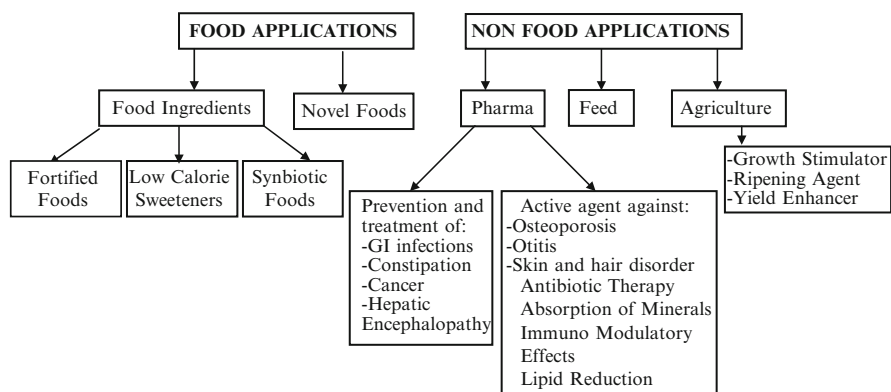 FOOD APPLICATIONS
NON FOOD APPLICATIONS
Food Ingredients
Novel Foods
Pharma
Feed
Agriculture
Fortified
Foods
Low Calorie
Sweeteners
Synbiotic
Foods
Prevention and
treatment of:
-GI infections
-Constipation
-Cancer
-Hepatic
Encephalopathy
Active agent against:
-Osteoporosis
-Otitis
-Skin and hair disorder
Antibiotic Therapy
Absorption of Minerals
Immuno Modulatory
Effects
Lipid Reduction
-Growth Stimulator
-Ripening Agent
-Yield Enhancer